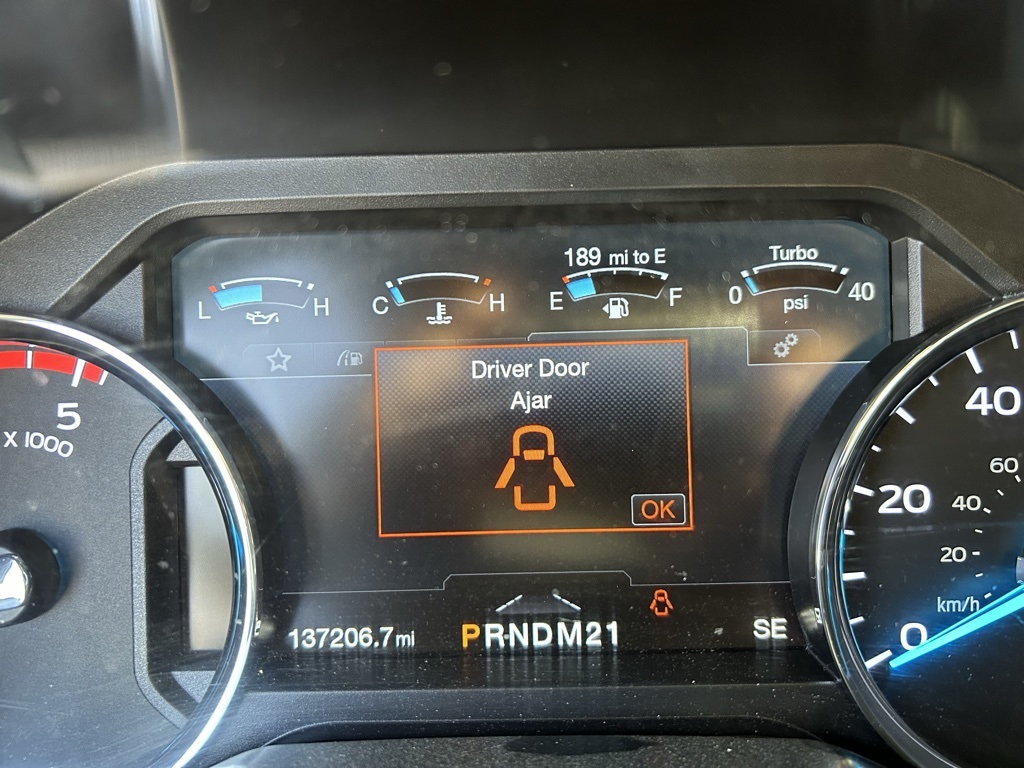 189 mi to E
Turbo
L H
C H
E F
0 40
psi
Driver Door
Ajar
OK
5
X 1000
40
20
0
60
40
20
km/h
137206.7 mi
PRNDM21
SE